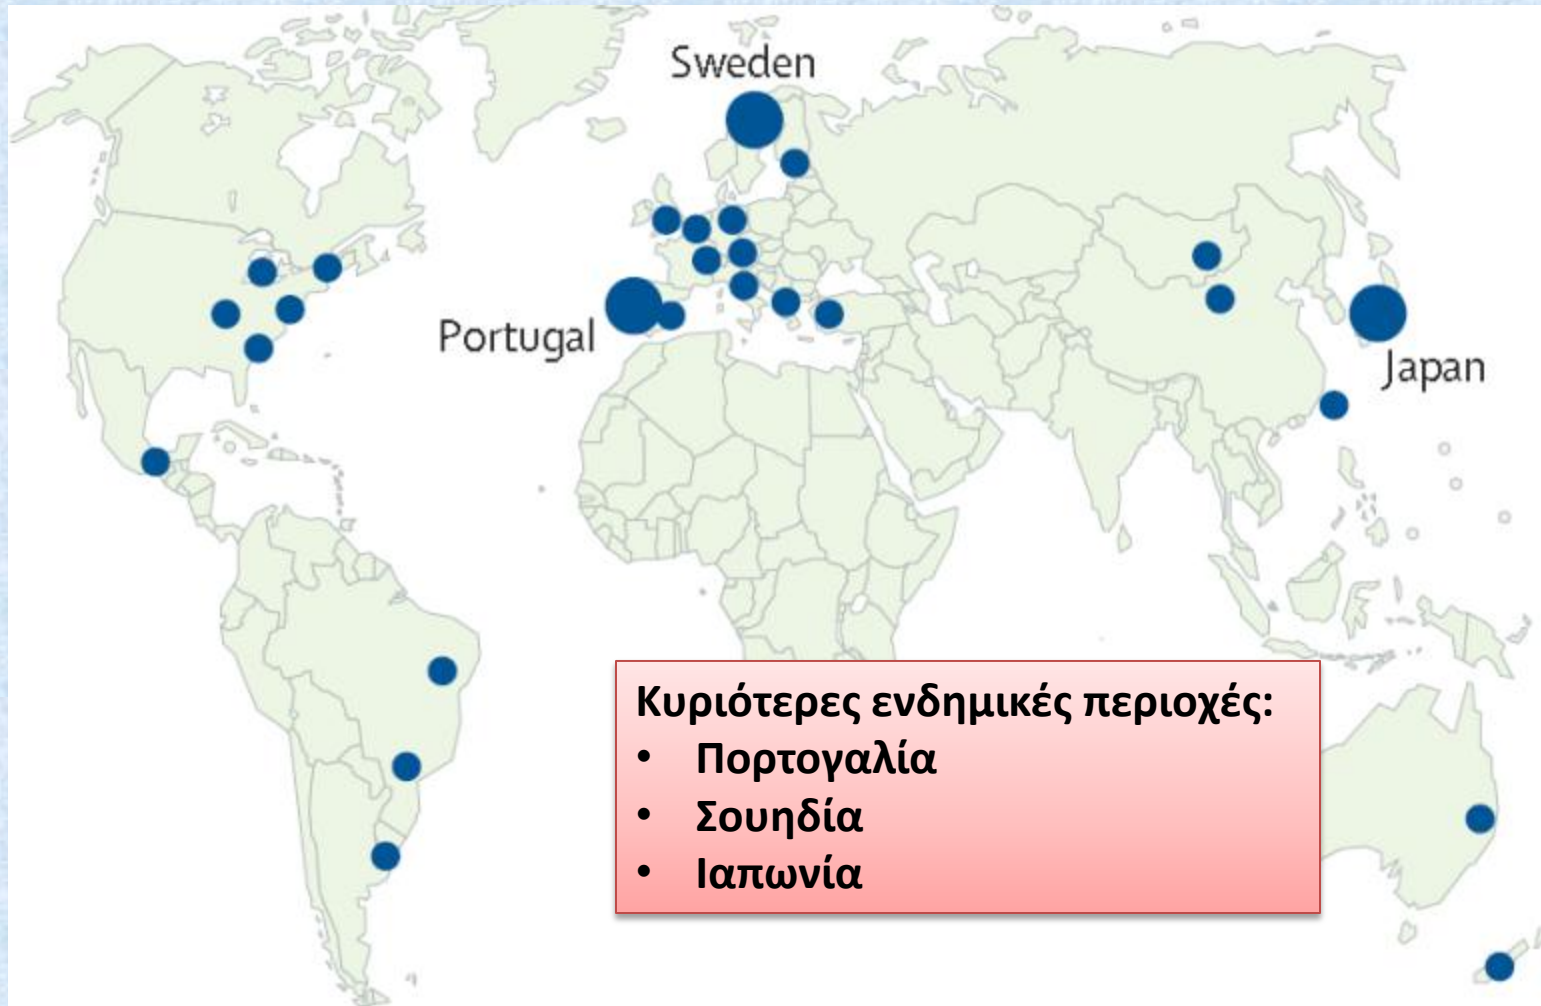 Sweden
Portugal
Japan
Κυριότερες ενδημικές περιοχές:
• Πορτογαλία
• Σουηδία
• Ιαπωνία